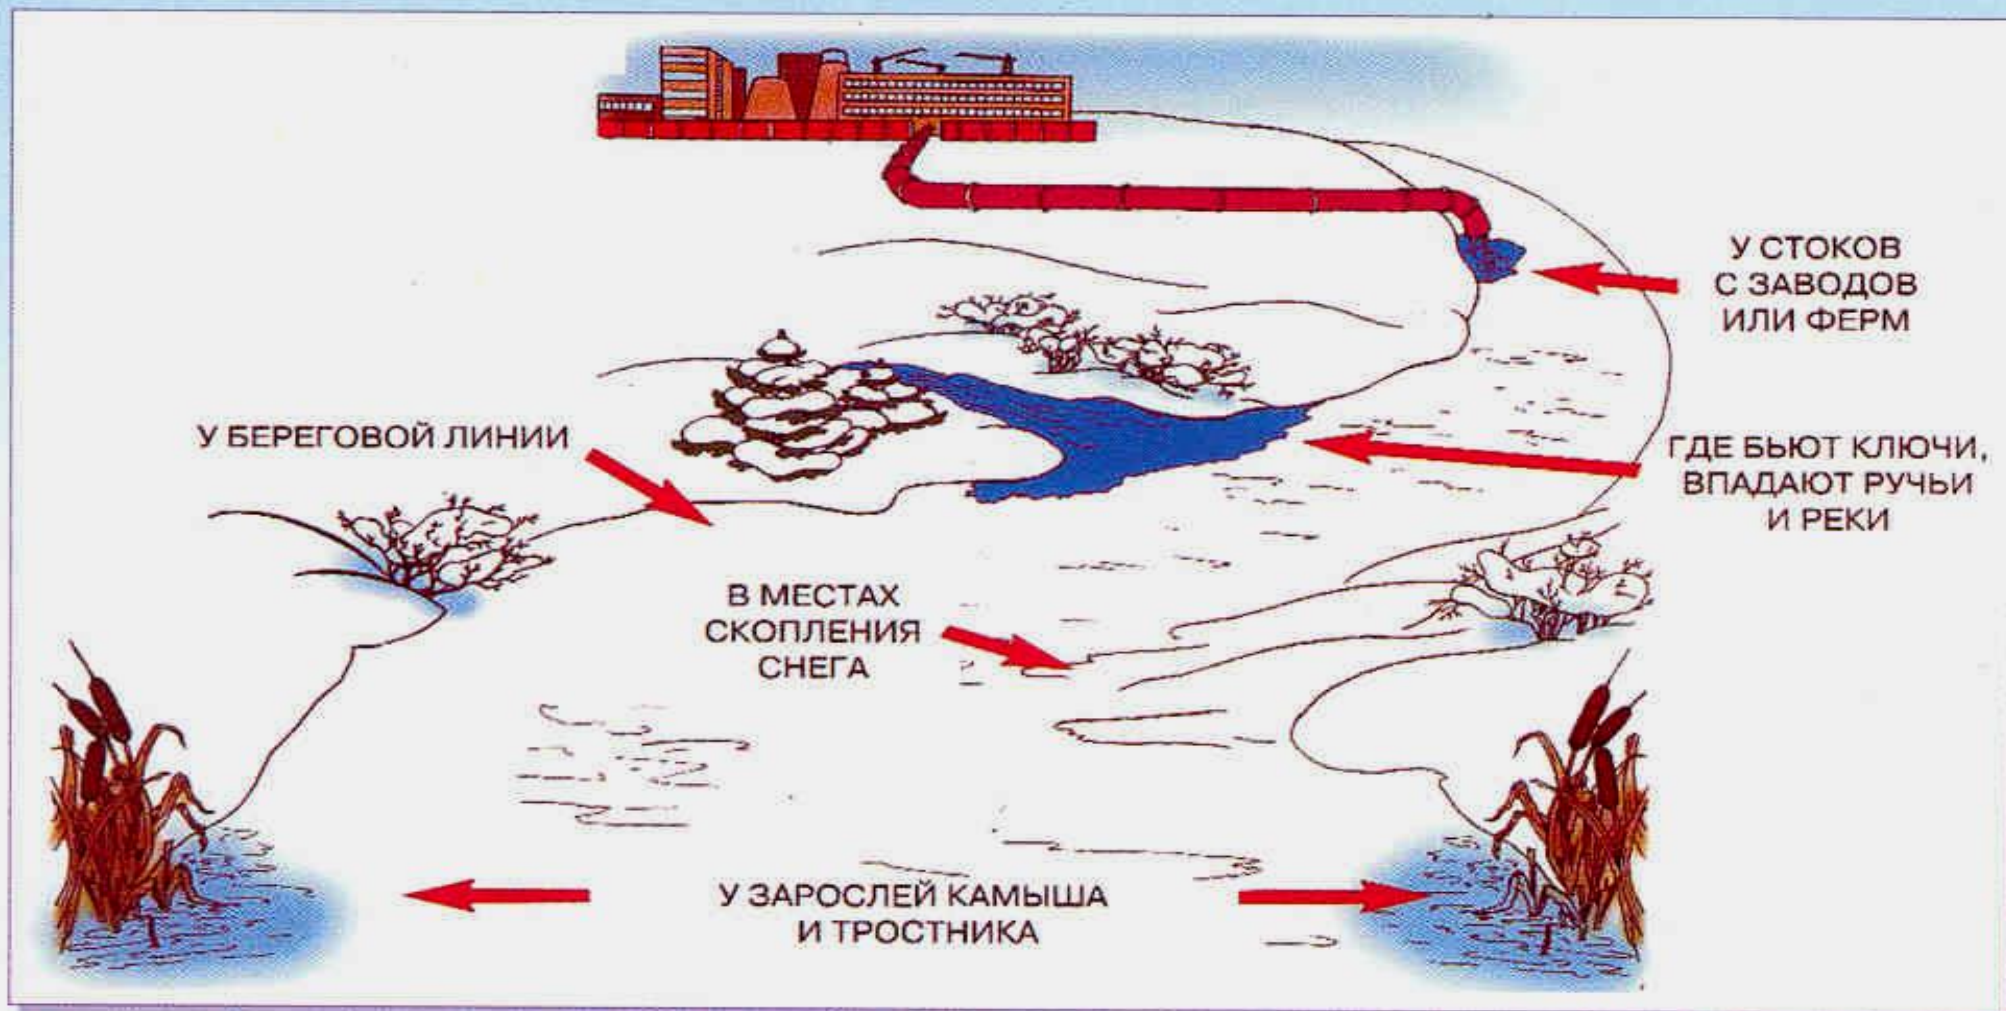 У СТОКОВ
С ЗАВОДОВ
ИЛИ ФЕРМ
У БЕРЕГОВОЙ ЛИНИИ
ГДЕ БЬЮТ КЛЮЧИ,
ВПАДАЮТ РУЧЬИ
И РЕКИ
В МЕСТАХ
СКОПЛЕНИЯ
СНЕГА
У ЗАРОСЛЕЙ КАМЫША
И ТРОСТНИКА